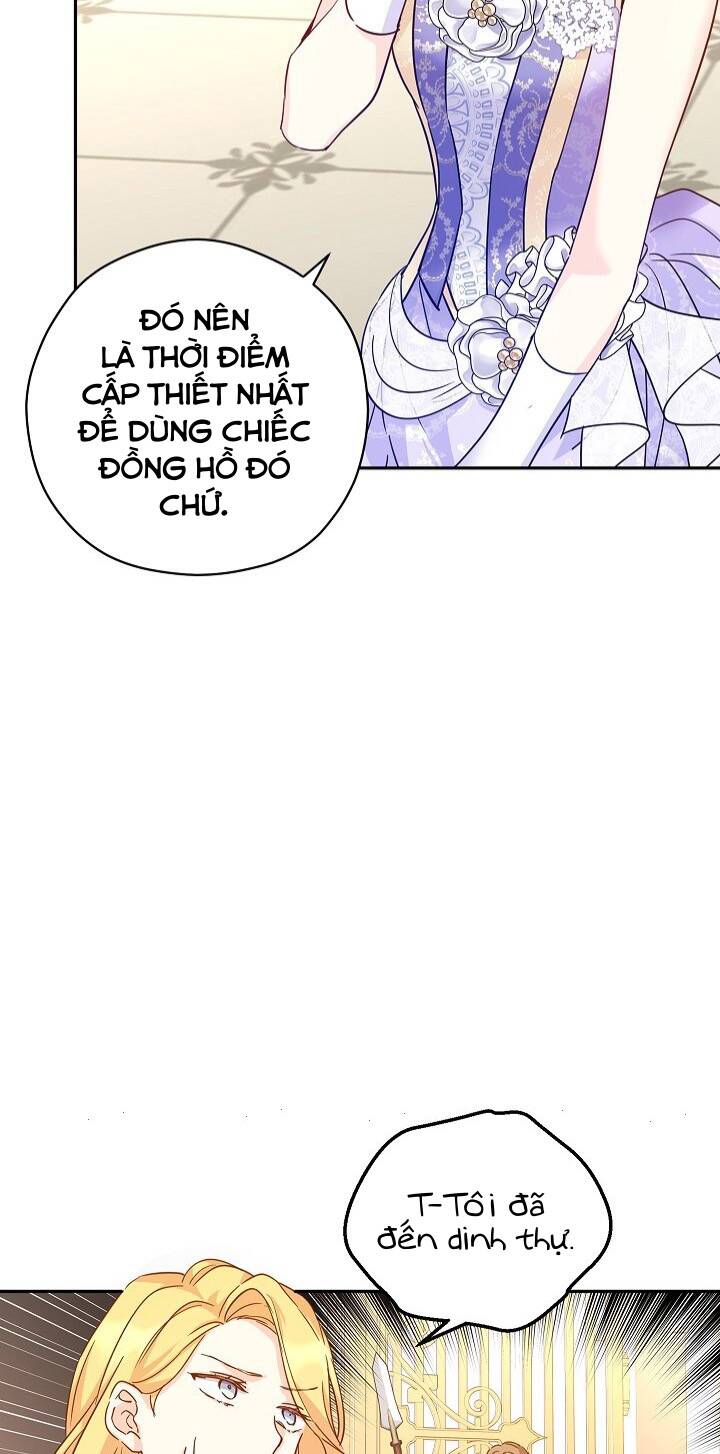 ĐÓ NÊN
LÀ THỜI ĐIỂM
CẤP THIẾT NHẤT
ĐỂ DÙNG CHIẾC
ĐỒNG HỒ ĐÓ
CHỨ.
T-TÔI ĐÃ
ĐẾN DINH THỰ.